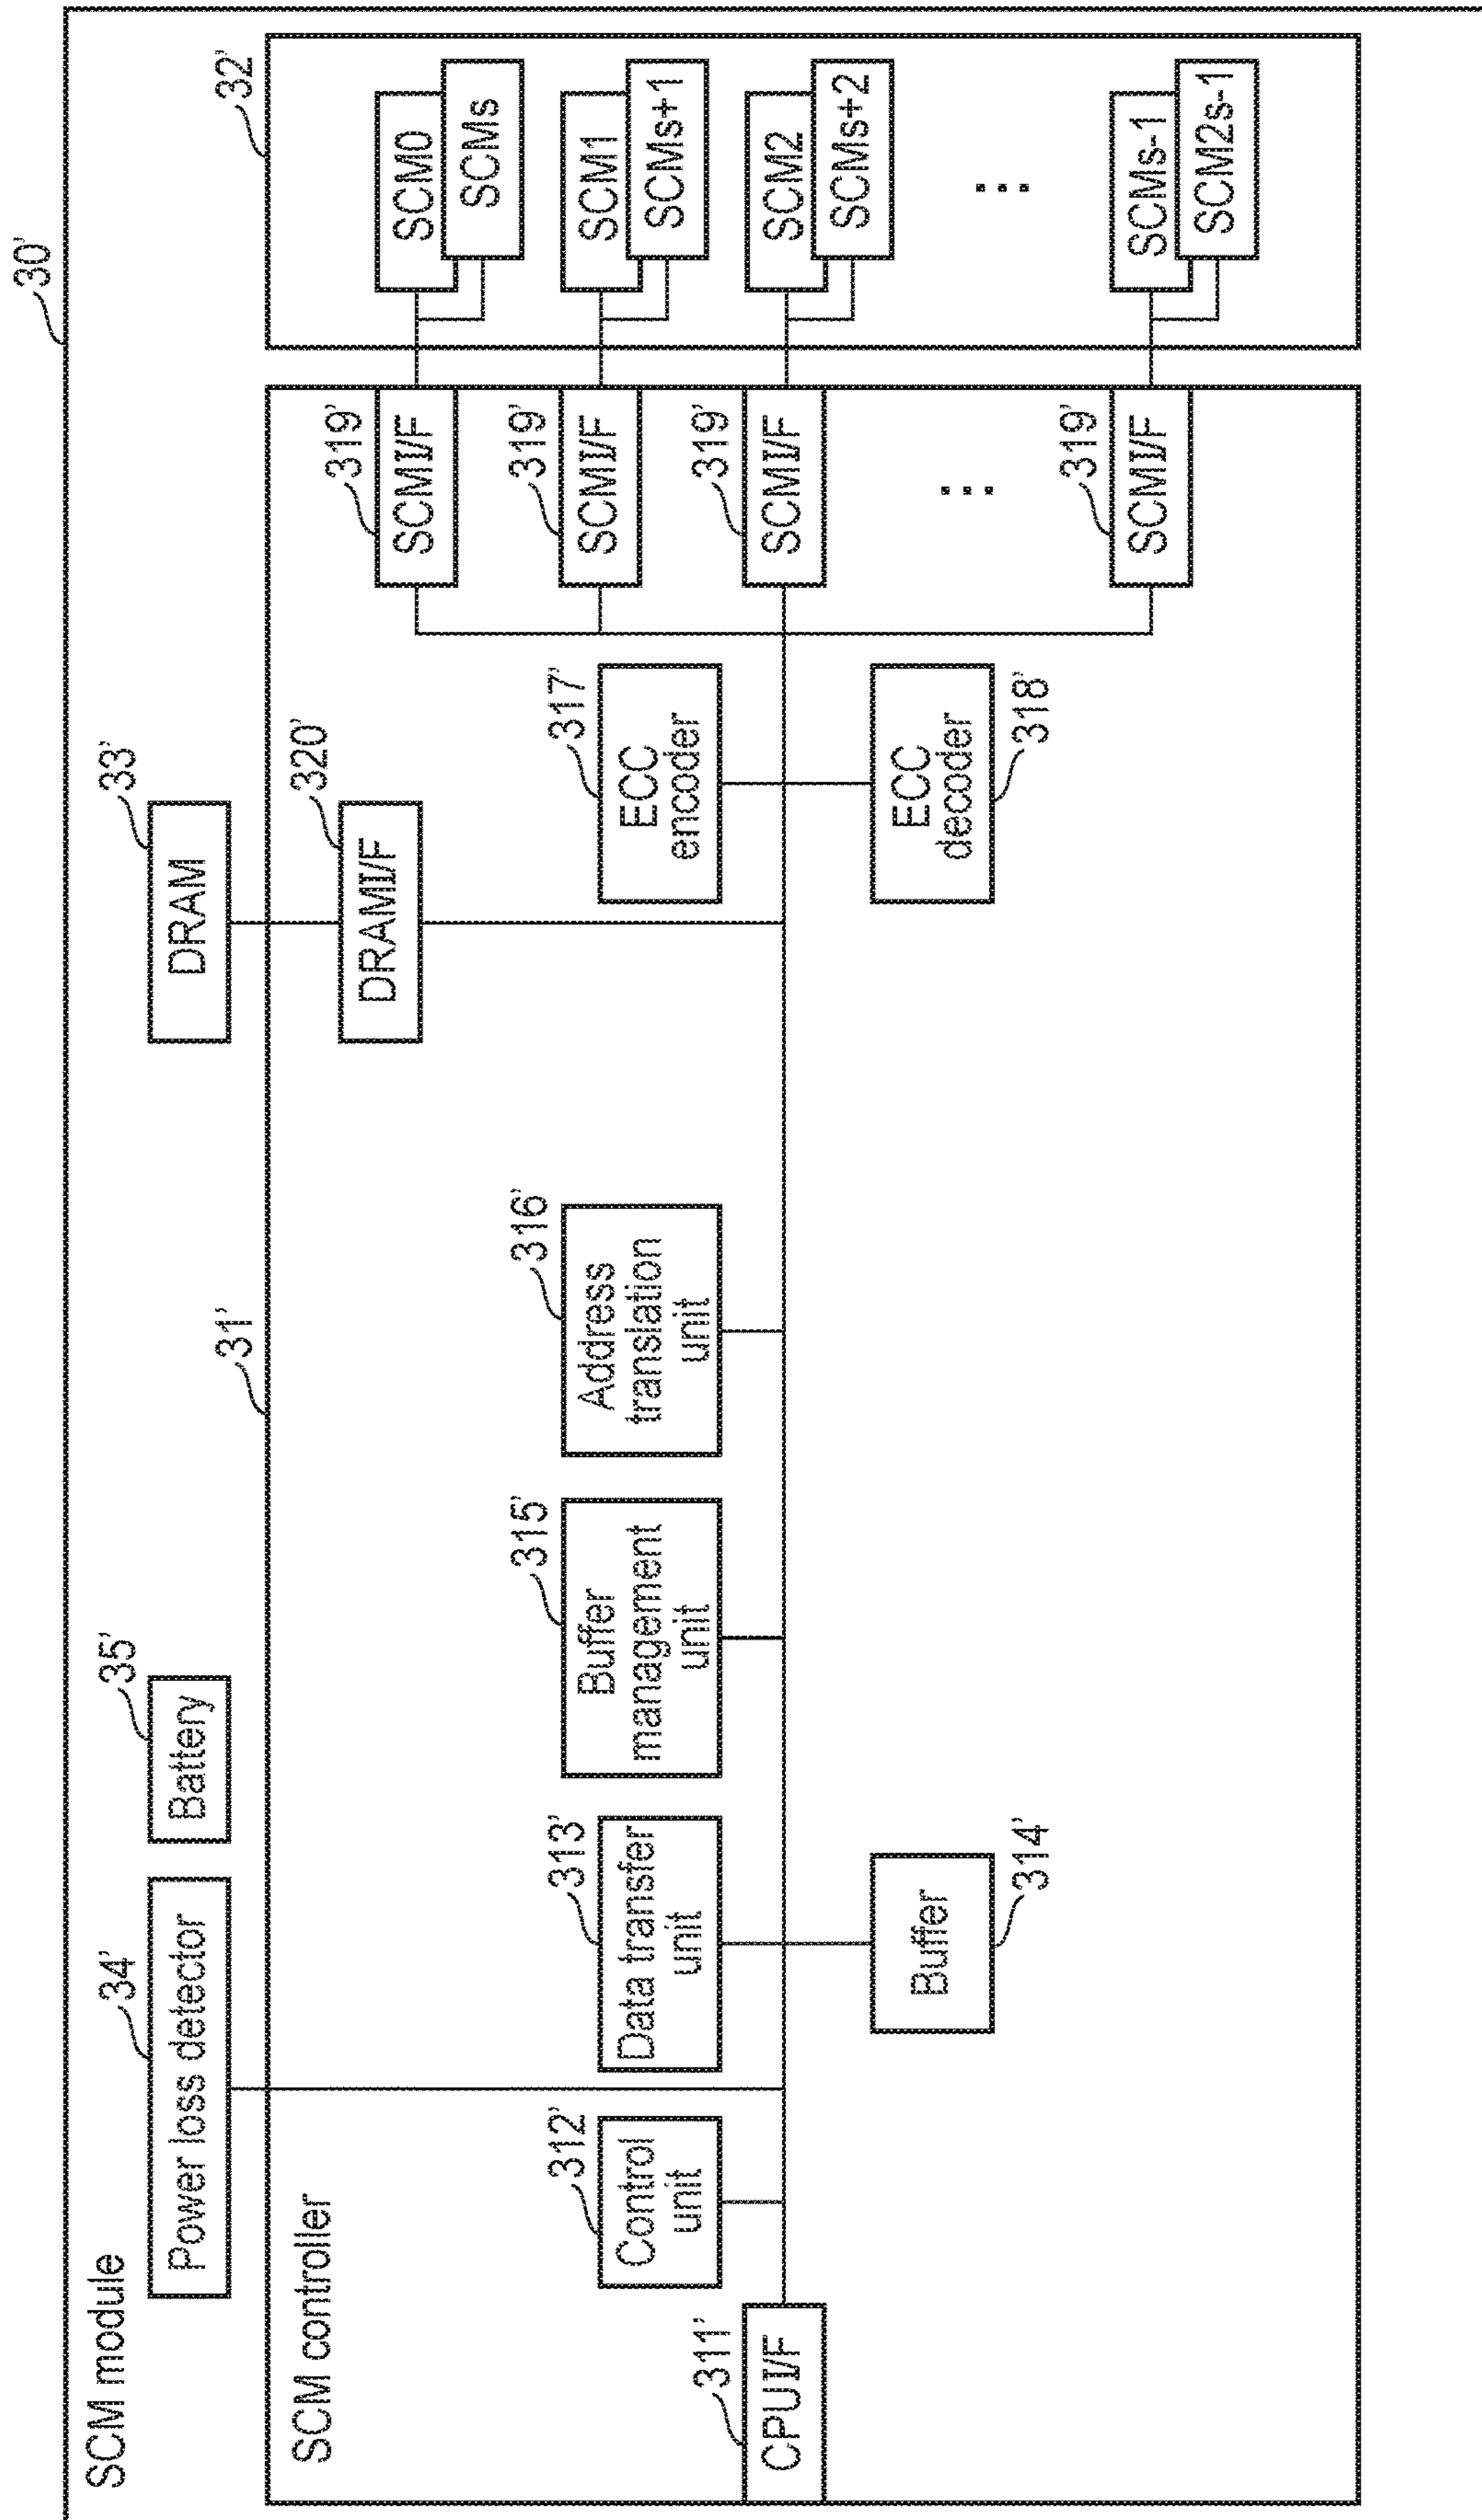 30'
SCM module
34'
Power loss detector
35'
Battery
33'
DRAM
31'
SCM controller
320'
DRAMI/F
32'
311'
CPUI/F
312'
Control
unit
313'
Data transfer
unit
314'
Buffer
315'
Buffer
management
unit
316'
Address
translation
unit
317'
ECC
encoder
318'
ECC
decoder
319'
SCMI/F
SCM0
SCMs
319'
SCMI/F
SCM1
SCMs+1
319'
SCMI/F
SCM2
SCMs+2
...
...
319'
SCMI/F
SCMs-1
SCM2s-1